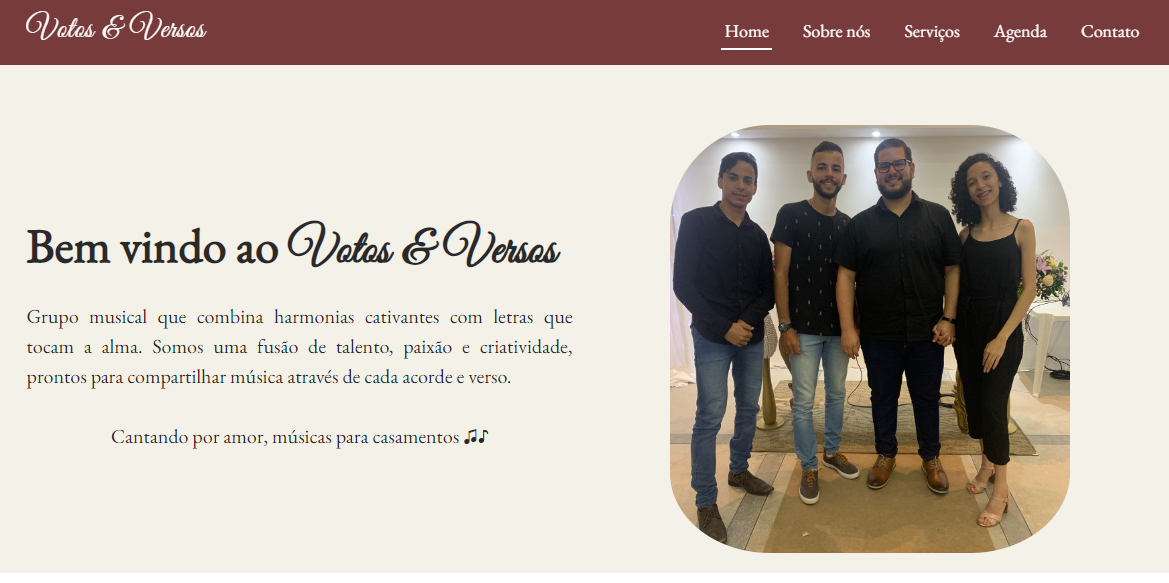 Votos & Versos
Home Sobre nós Serviços Agenda Contato
Bem vindo ao Votos & Versos
Grupo musical que combina harmonias cativantes com letras que
tocam a alma. Somos uma fusão de talento, paixão e criatividade,
prontos para compartilhar música através de cada acorde e verso.
Cantando por amor, músicas para casamentos 🎵